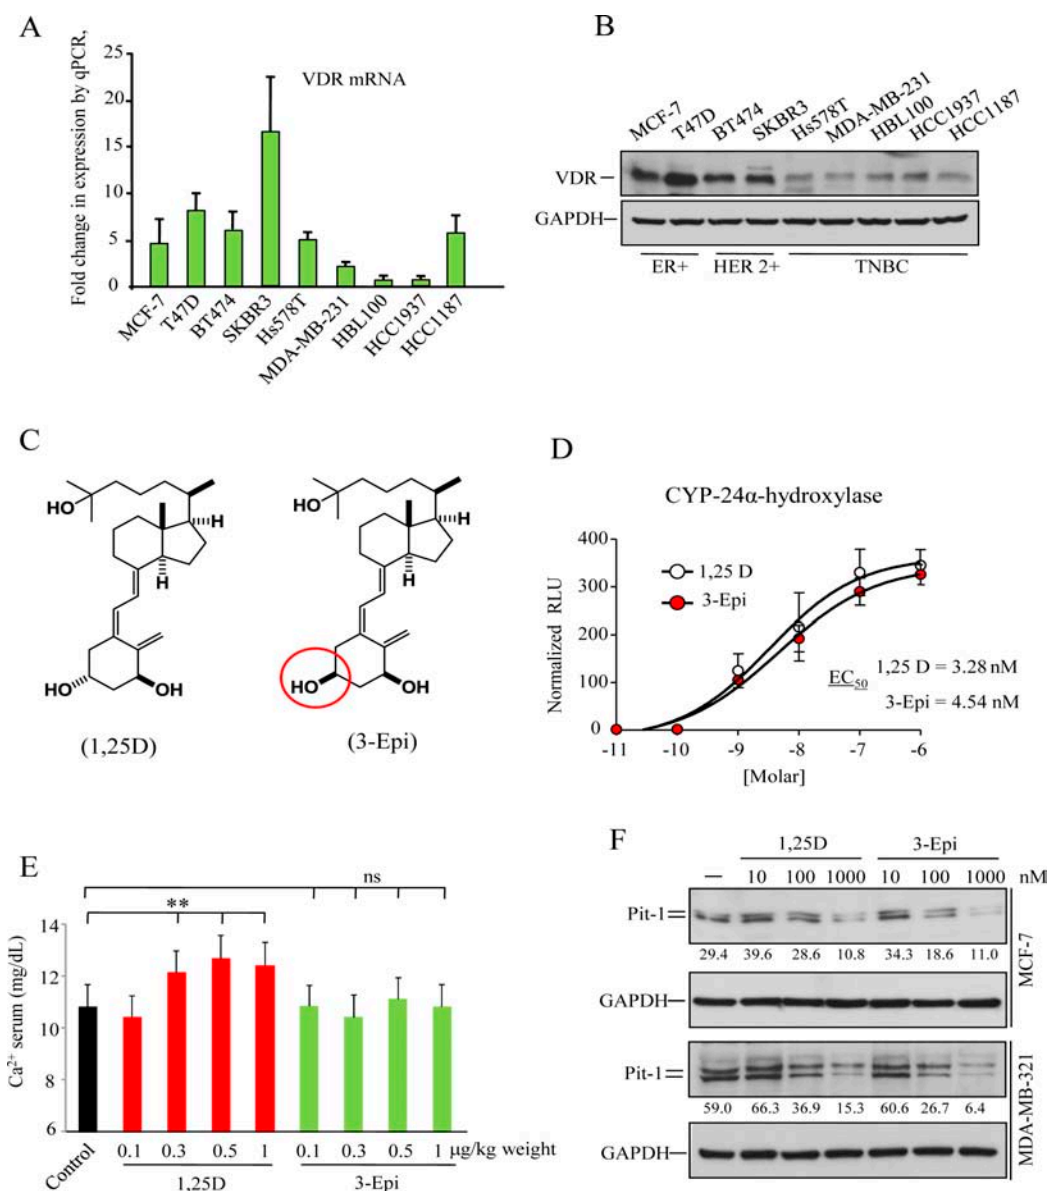 A
Fold change in expression by qPCR,
25
20
15
10
5
0
VDR mRNA
MCF-7
T47D
BT474
SKBR3
Hs578T
MDA-MB-231
HBL100
HCC1937
HCC1187
B
MCF-7
T47D
BT474
SKBR3
Hs578T
MDA-MB-231
HBL100
HCC1937
HCC1187
VDR
GAPDH
ER+ HER 2+ TNBC
C
HO
H
H
HO
OH
(1,25D)
HO
H
H
HO
OH
(3-Epi)
D
CYP-24α-hydroxylase
Normalized RLU
400
300
200
100
0
1,25 D
3-Epi
EC50 1,25 D = 3.28 nM
3-Epi = 4.54 nM
-11 -10 -9 -8 -7 -6
[Molar]
E
Ca2+ serum (mg/dL)
14
12
10
8
6
ns
**
Control 0.1 0.3 0.5 1 0.1 0.3 0.5 1 µg/kg weight
1,25D 3-Epi
F
1,25D 3-Epi
— 10 100 1000 10 100 1000 nM
Pit-1
29.4 39.6 28.6 10.8 34.3 18.6 11.0
GAPDH
MCF-7
Pit-1
59.0 66.3 36.9 15.3 60.6 26.7 6.4
GAPDH
MDA-MB-321